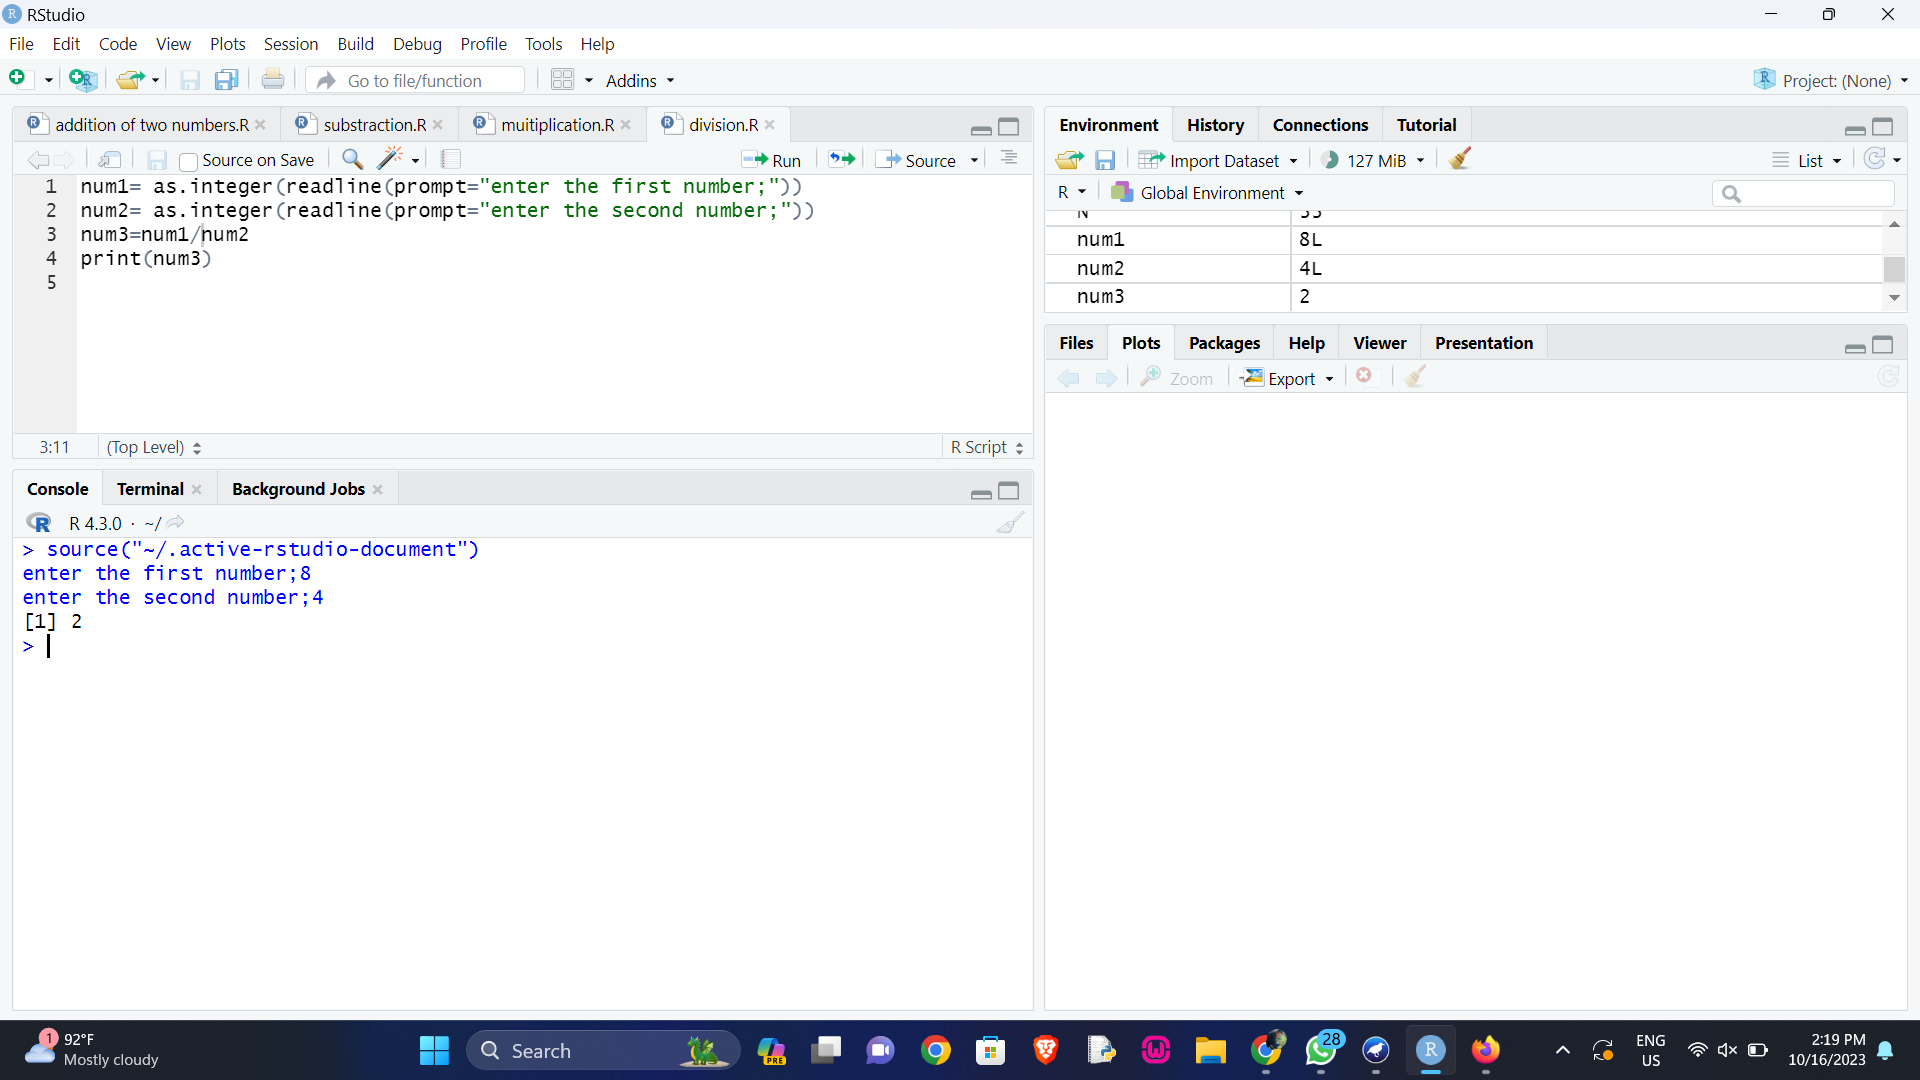 RStudio
File Edit Code View Plots Session Build Debug Profile Tools Help
Go to file/function Addins Project: (None)
addition of two numbers.R substraction.R muitiplication.R division.R
Source on Save Run Source
1 num1= as.integer(readline(prompt="enter the first number;"))
2 num2= as.integer(readline(prompt="enter the second number;"))
3 num3=num1/num2
4 print(num3)
5
3:11 (Top Level) R Script
Console Terminal Background Jobs
R 4.3.0 · ~/
> source("~/.active-rstudio-document")
enter the first number;8
enter the second number;4
[1] 2
>
Environment History Connections Tutorial
Import Dataset 127 MiB List
R Global Environment
num1 8L
num2 4L
num3 2
Files Plots Packages Help Viewer Presentation
Zoom Export
1 92°F
Mostly cloudy
Search
PRE
28
ENG
US
2:19 PM
10/16/2023